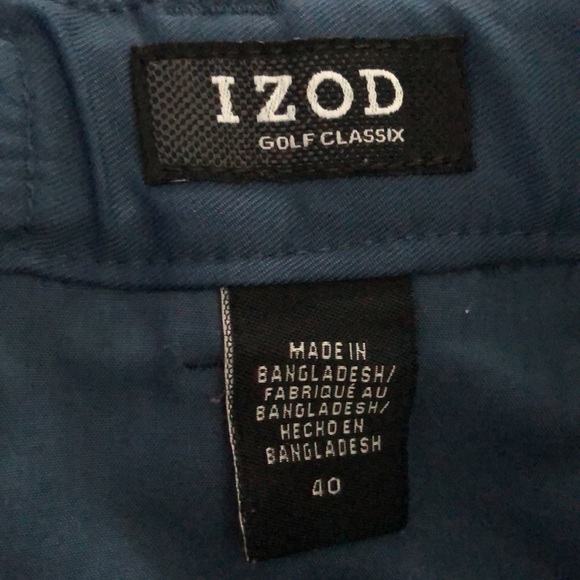 IZOD
GOLF CLASSIX
MADE IN
BANGLADESH/
FABRIQUÉ AU
BANGLADESH/
HECHO EN
BANGLADESH
40